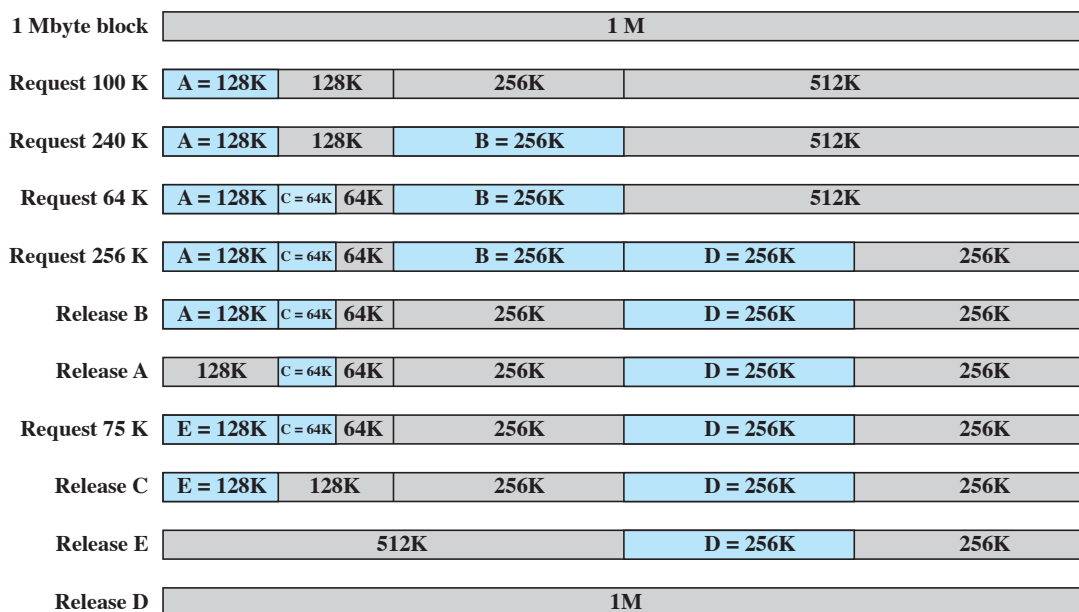 1 Mbyte block 1 M
Request 100 K A = 128K 128K 256K 512K
Request 240 K A = 128K 128K B = 256K 512K
Request 64 K A = 128K C = 64K 64K B = 256K 512K
Request 256 K A = 128K C = 64K 64K B = 256K D = 256K 256K
Release B A = 128K C = 64K 64K 256K D = 256K 256K
Release A 128K C = 64K 64K 256K D = 256K 256K
Request 75 K E = 128K C = 64K 64K 256K D = 256K 256K
Release C E = 128K 128K 256K D = 256K 256K
Release E 512K D = 256K 256K
Release D 1M